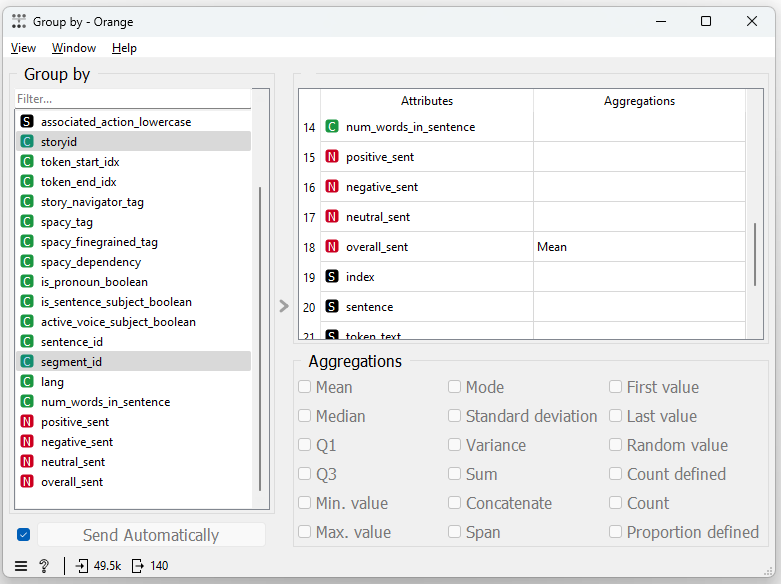 Group by - Orange
View Window Help
Group by
Filter...
S associated_action_lowercase
C storyid
C token_start_idx
C token_end_idx
C story_navigator_tag
C spacy_tag
C spacy_finegrained_tag
C spacy_dependency
C is_pronoun_boolean
C is_sentence_subject_boolean
C active_voice_subject_boolean
C sentence_id
C segment_id
C lang
C num_words_in_sentence
N positive_sent
N negative_sent
N neutral_sent
N overall_sent
Send Automatically
? 49.5k 140
Attributes Aggregations
14 C num_words_in_sentence
15 N positive_sent
16 N negative_sent
17 N neutral_sent
18 N overall_sent Mean
19 S index
20 S sentence
21 S token_text
Aggregations
Mean Mode First value
Median Standard deviation Last value
Q1 Variance Random value
Q3 Sum Count defined
Min. value Concatenate Count
Max. value Span Proportion defined